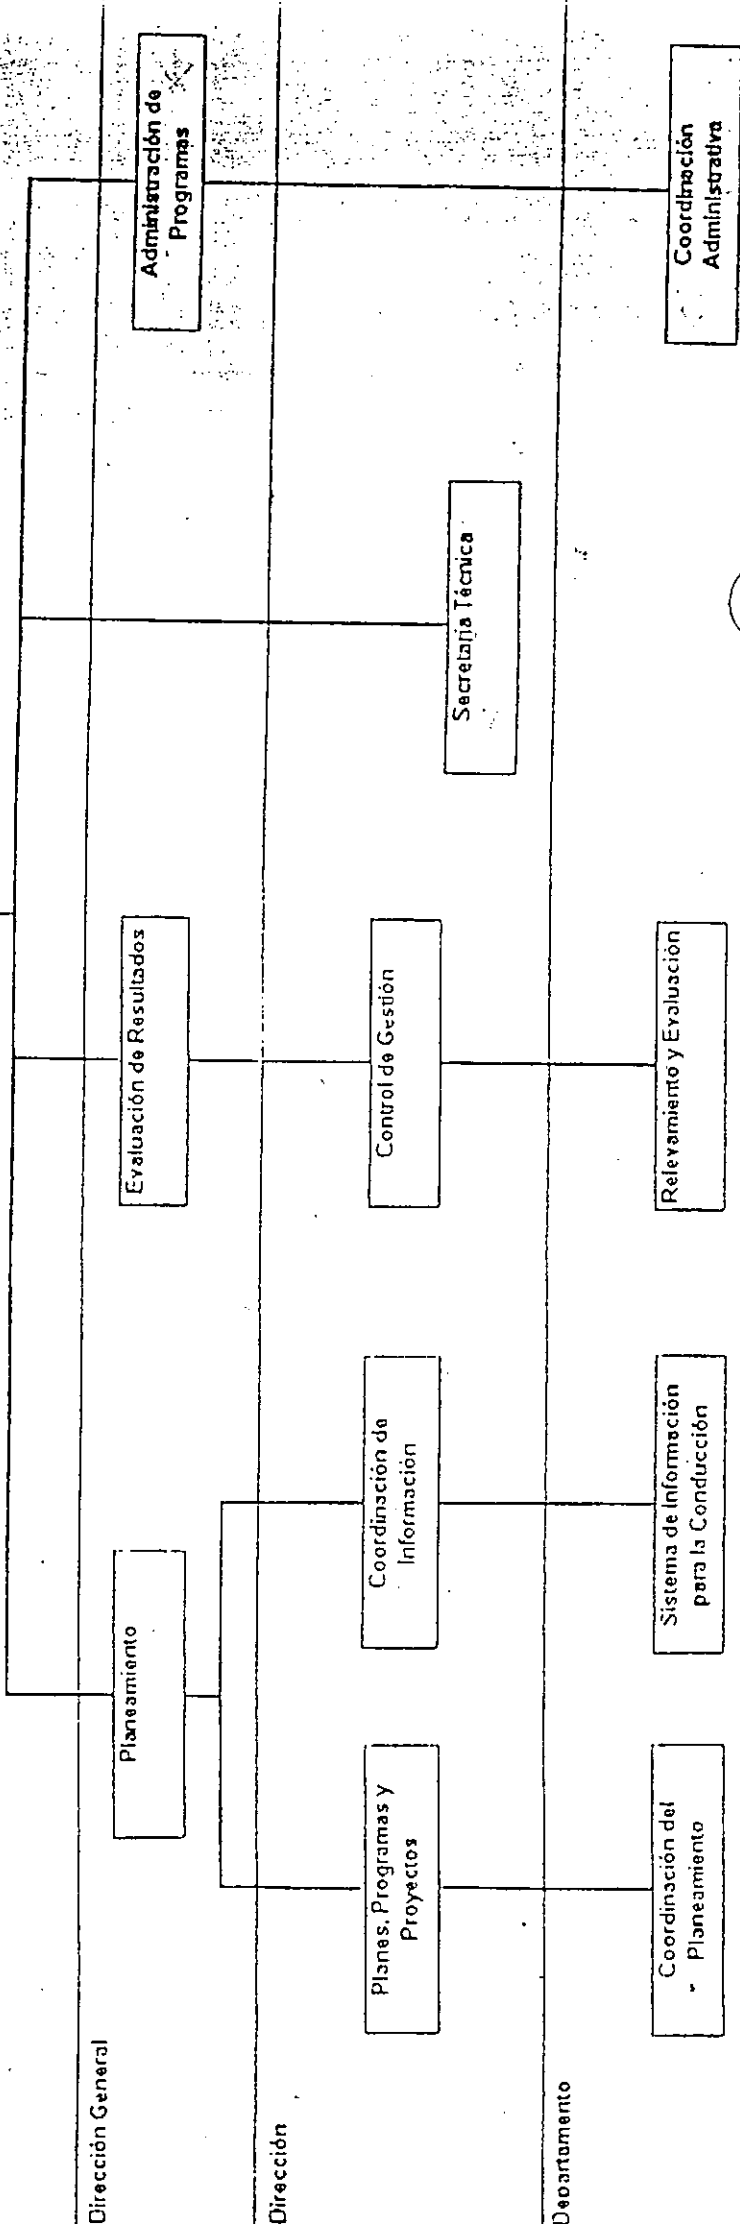 Dirección General
Planeamiento
Evaluación de Resultados
Administración de
Programas
Dirección
Planes, Programas y
Proyectos
Coordinación de
Información
Control de Gestión
Secretaría Técnica
Departamento
Coordinación del
Planeamiento
Sistema de Información
para la Conducción
Relevamiento y Evaluación
Coordinación
Administrativa